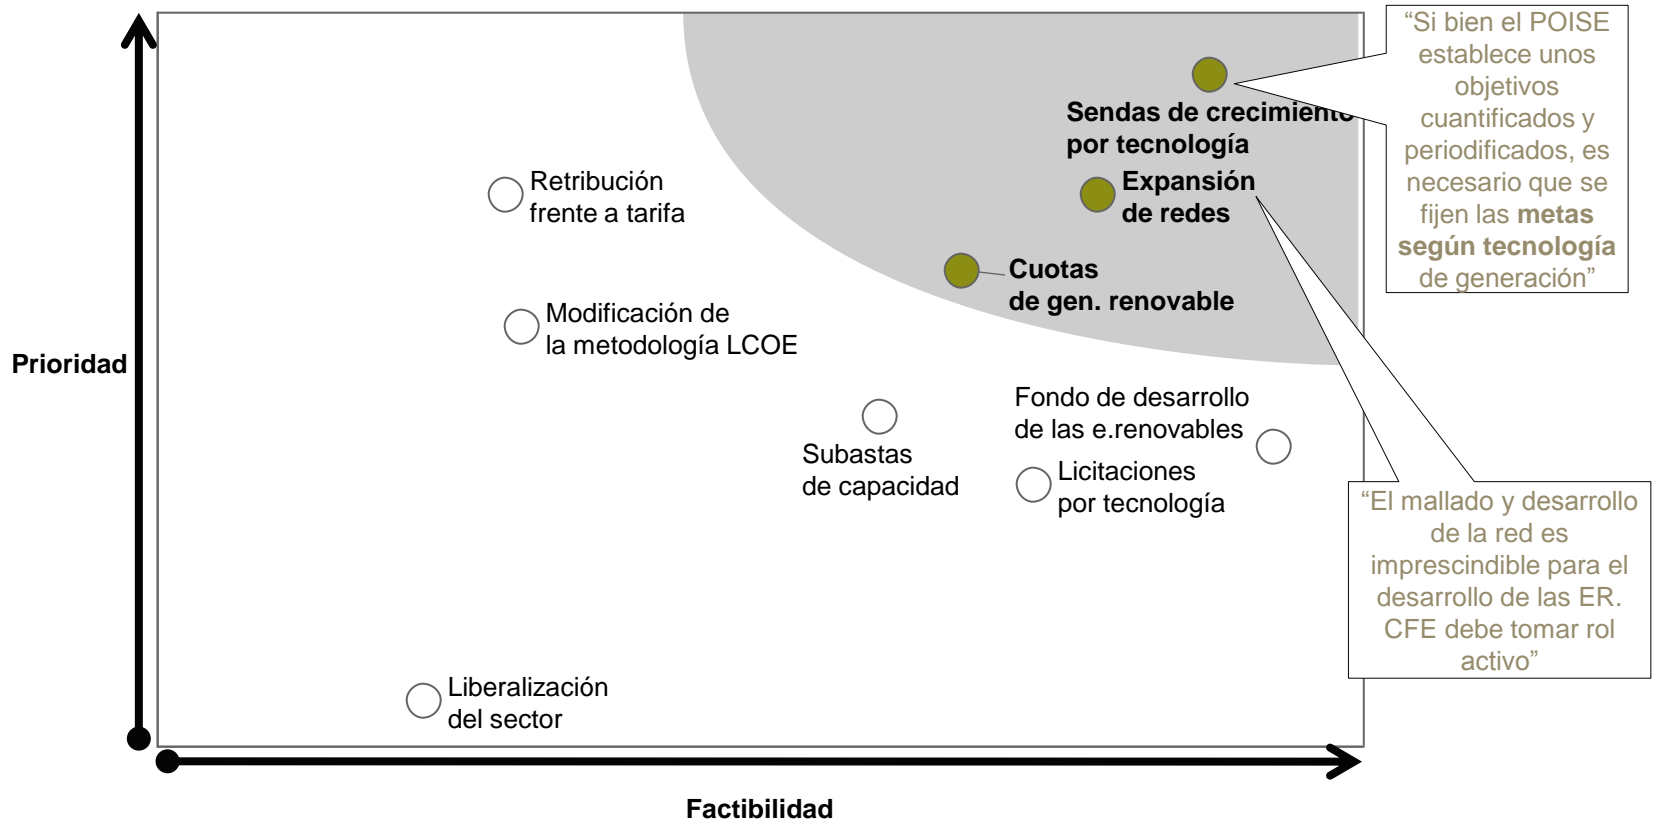 “Si bien el POISE
establece unos
objetivos
cuantificados y
periodificados, es
necesario que se
fijen las metas
según tecnología
de generación”
Sendas de crecimiento
por tecnología
Expansión
de redes
Retribución
frente a tarifa
Cuotas
de gen. renovable
Modificación de
la metodología LCOE
Prioridad
Fondo de desarrollo
de las e.renovables
Subastas
de capacidad
Licitaciones
por tecnología
“El mallado y desarrollo
de la red es
imprescindible para el
desarrollo de las ER.
CFE debe tomar rol
activo”
Liberalización
del sector
Factibilidad